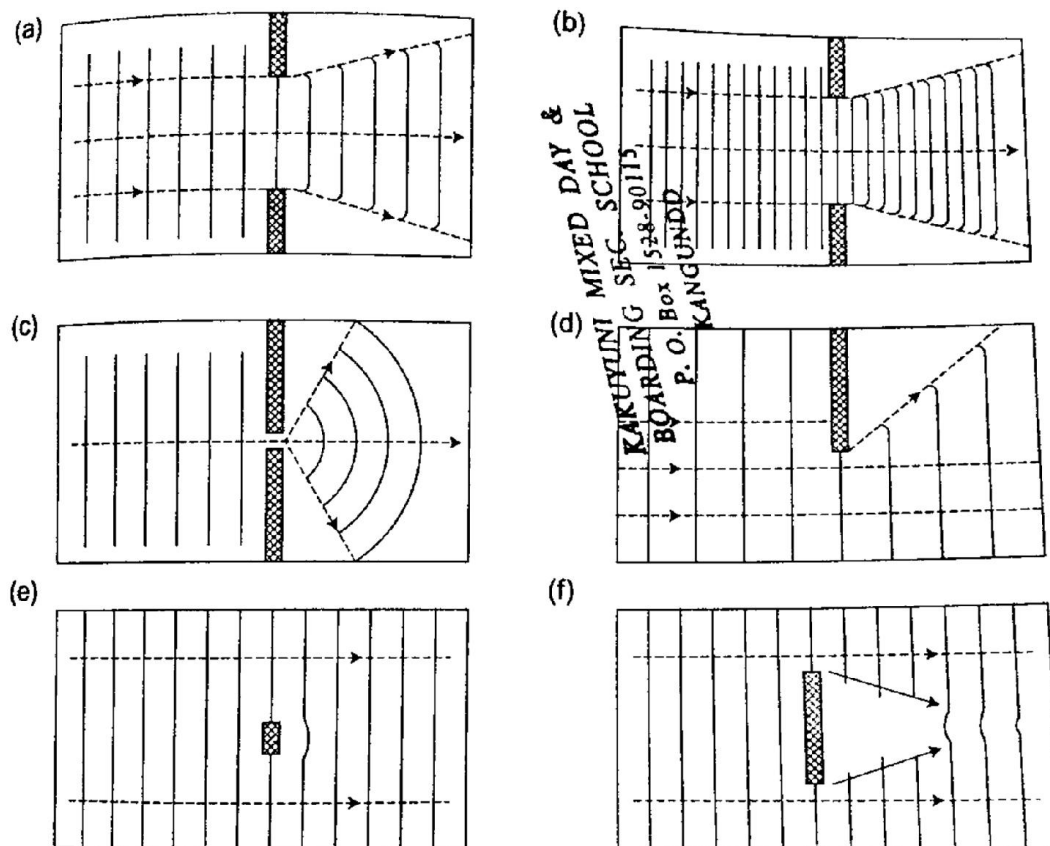 (a)
(b)
KAKUYUNI MIXED DAY &
BOARDING SEC. SCHOOL
P. O. Box 1528-90115,
KANGUNDO
(c)
(d)
(e)
(f)